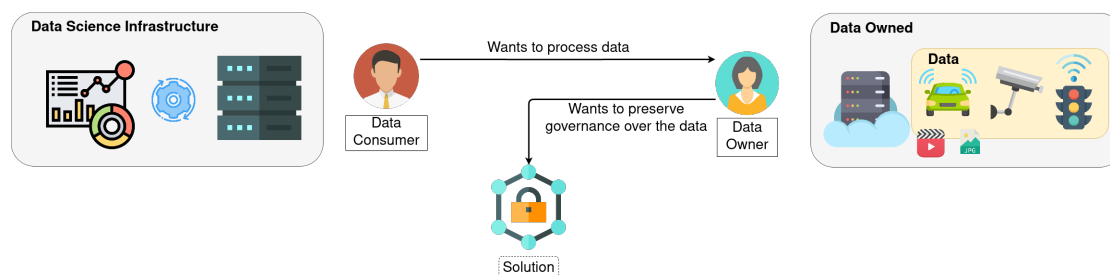 Data Science Infrastructure
Data
Consumer
Wants to process data
Wants to preserve
governance over the data
Data
Owner
Solution
Data Owned
Data
JPG